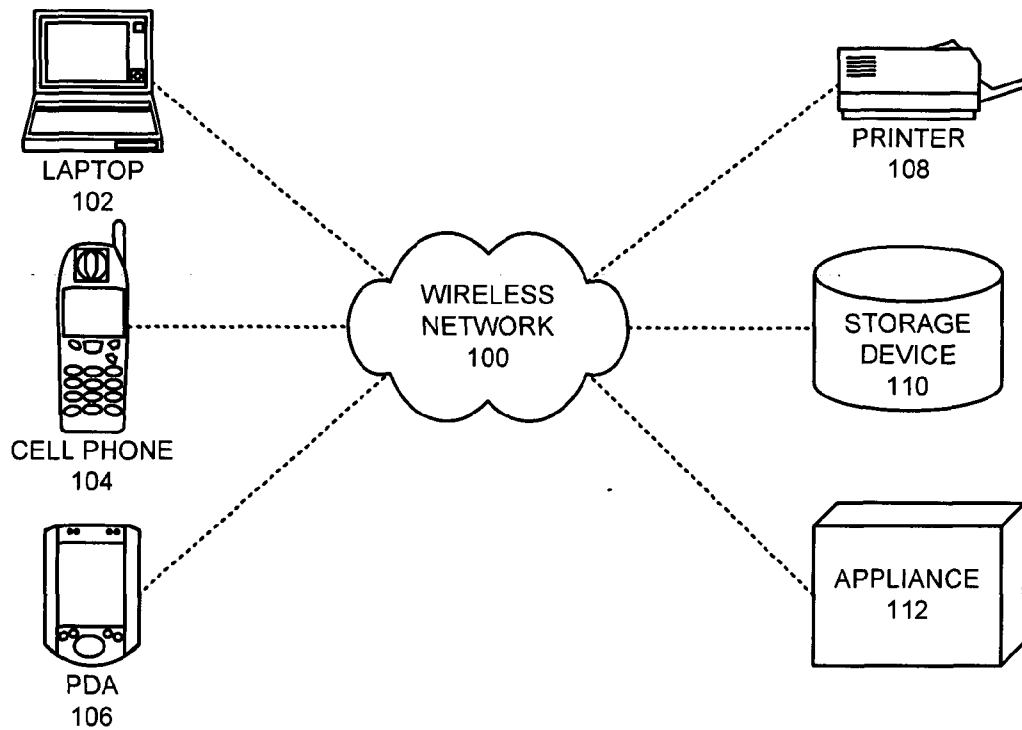 LAPTOP
102
CELL PHONE
104
PDA
106
WIRELESS
NETWORK
100
PRINTER
108
STORAGE
DEVICE
110
APPLIANCE
112